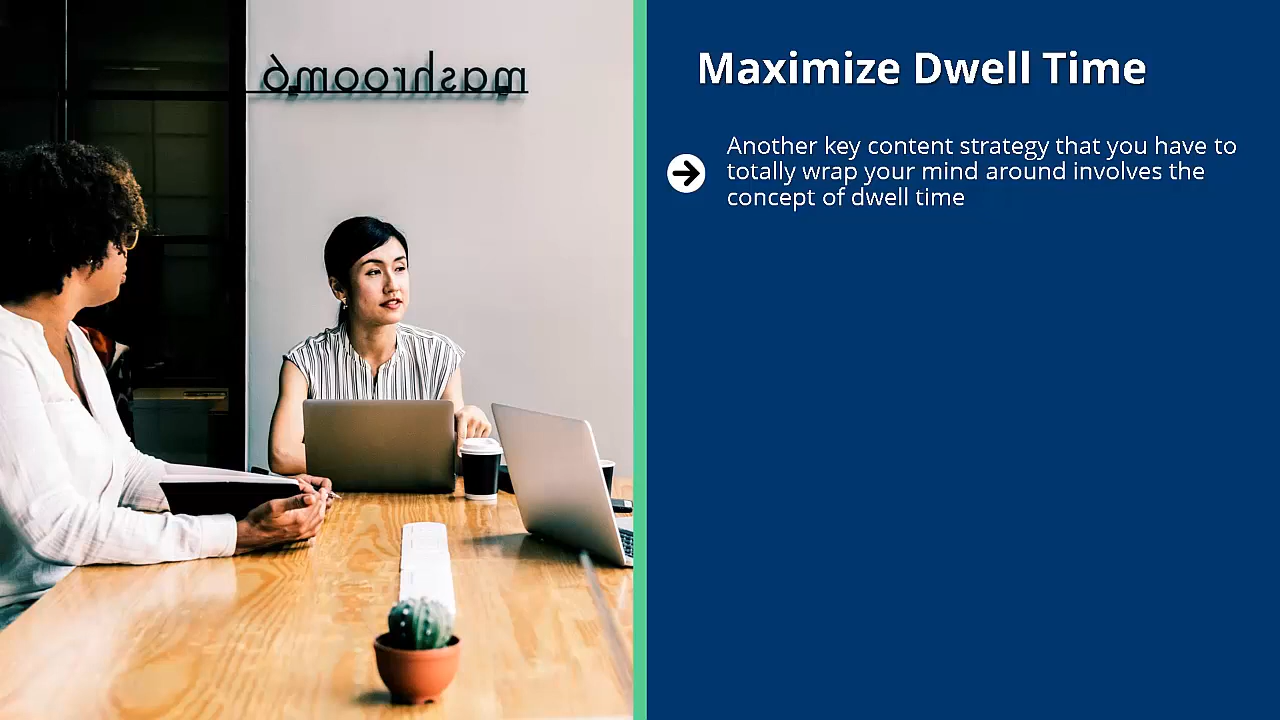 mashroom6
Maximize Dwell Time
Another key content strategy that you have to
totally wrap your mind around involves the
concept of dwell time